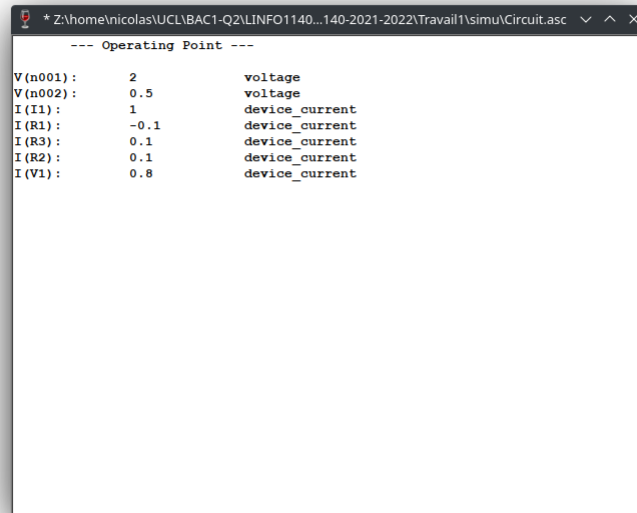 * Z:\home\nicolas\UCL\BAC1-Q2\LINFO1140...140-2021-2022\Travail1\simu\Circuit.asc
--- Operating Point ---
V(n001): 2 voltage
V(n002): 0.5 voltage
I(I1): 1 device_current
I(R1): -0.1 device_current
I(R3): 0.1 device_current
I(R2): 0.1 device_current
I(V1): 0.8 device_current